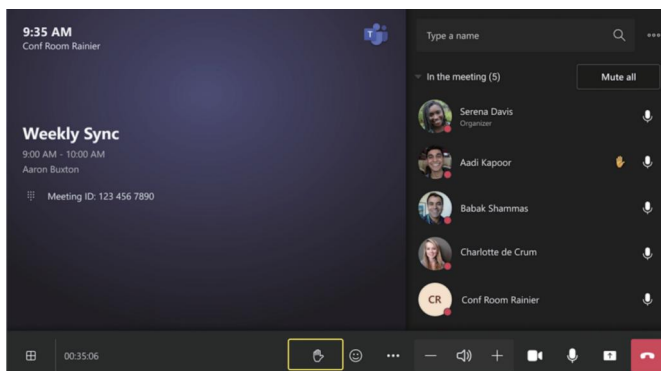 9:35 AM
Conf Room Rainier
T
Weekly Sync
9:00 AM - 10:00 AM
Aaron Buxton
Meeting ID: 123 456 7890
Type a name
In the meeting (5)
Mute all
Serena Davis
Organizer
Aadi Kapoor
Babak Shammas
Charlotte de Crum
CR
Conf Room Rainier
00:35:06